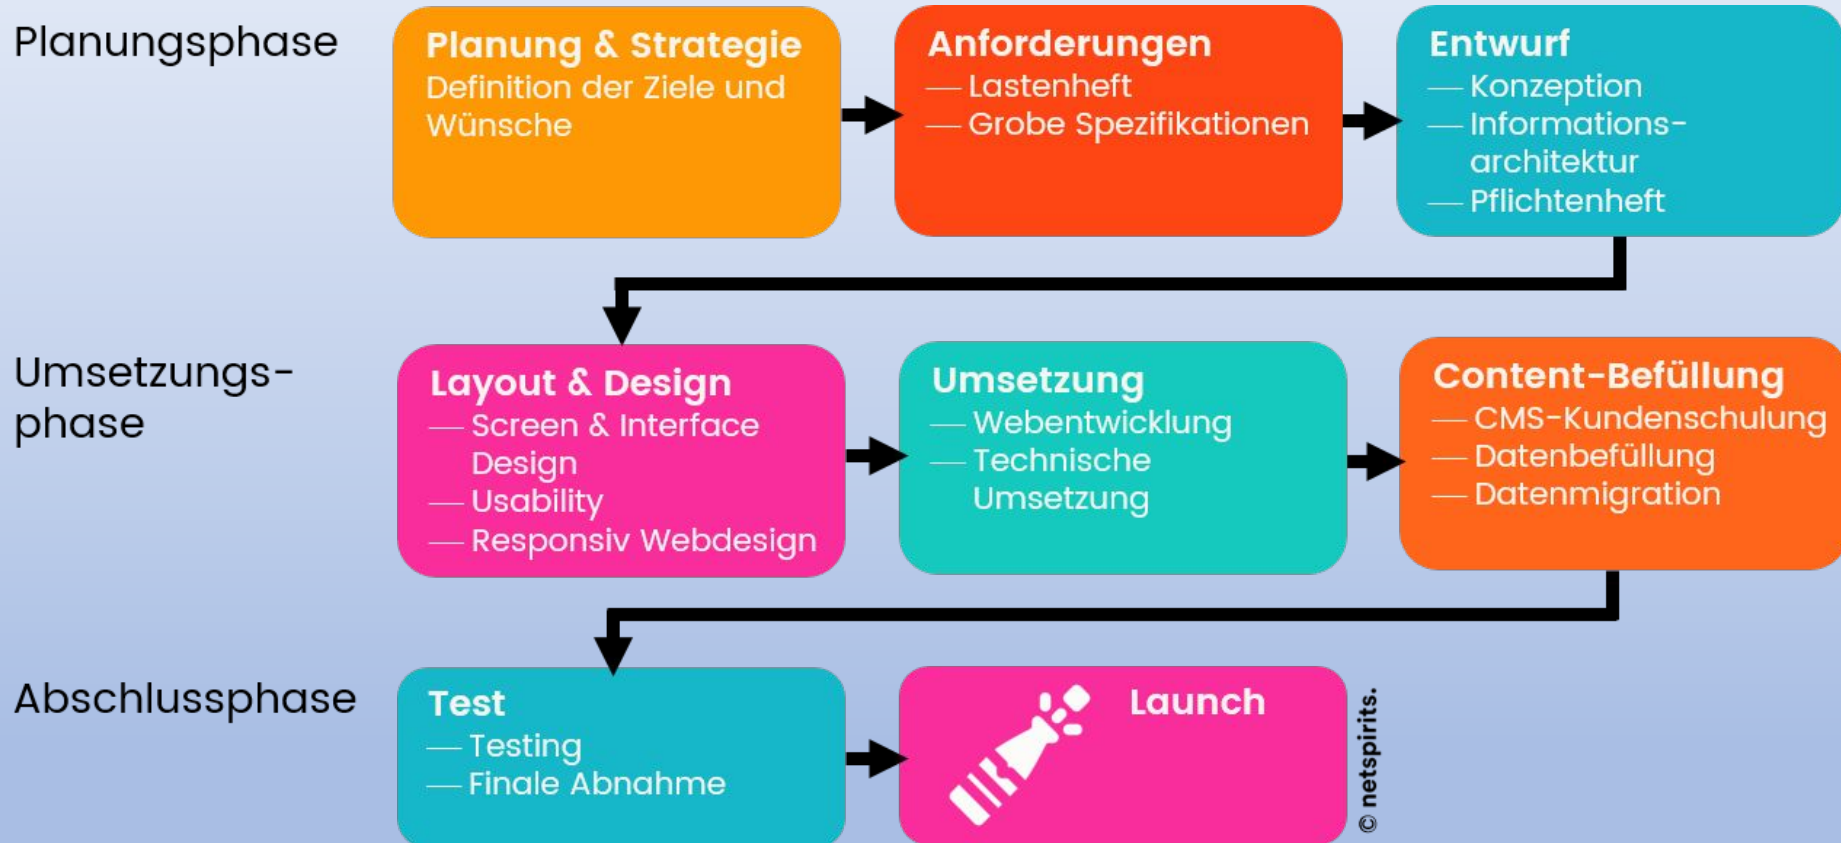 Planungsphase
Planung & Strategie
Definition der Ziele und
Wünsche
Anforderungen
— Lastenheft
— Grobe Spezifikationen
Entwurf
— Konzeption
— Informations-
architektur
— Pflichtenheft
Umsetzungs-
phase
Layout & Design
— Screen & Interface
Design
— Usability
— Responsiv Webdesign
Umsetzung
— Webentwicklung
— Technische
Umsetzung
Content-Befüllung
— CMS-Kundenschulung
— Datenbefüllung
— Datenmigration
Abschlussphase
Test
— Testing
— Finale Abnahme
Launch
© netspirits.